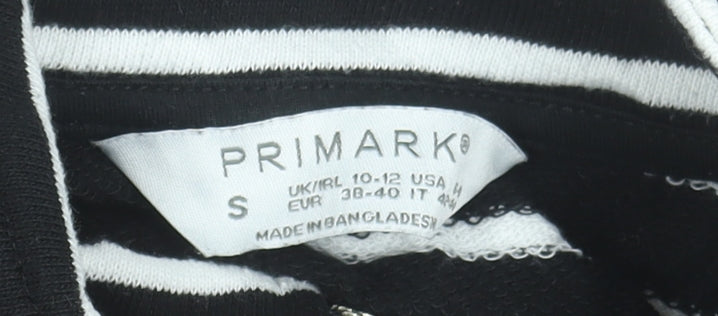 PRIMARK®
S
UK/IRL 10-12 USA
EUR 38-40 IT
MADE IN BANGLADESH